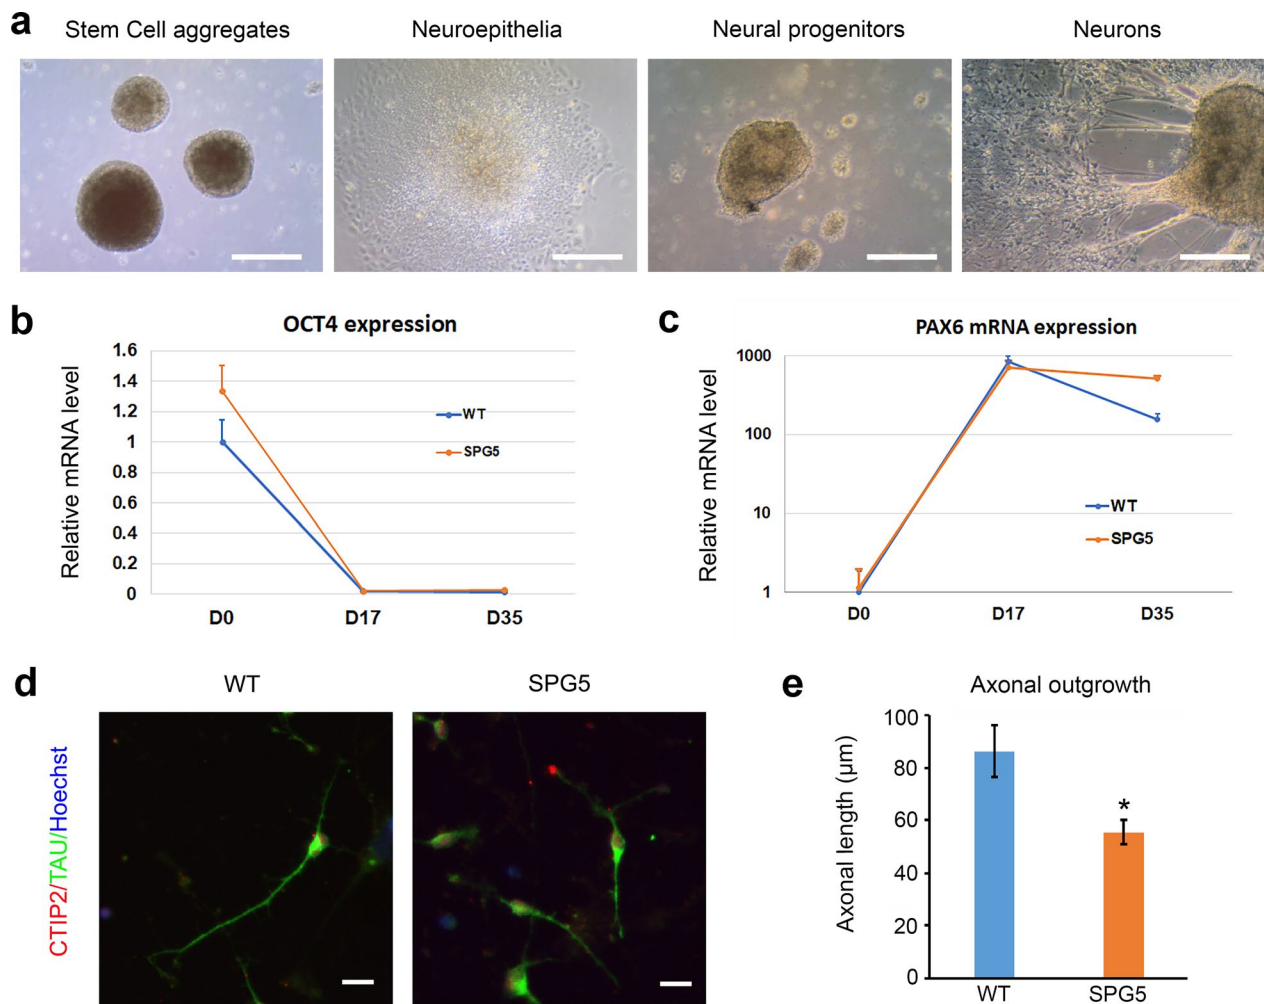 a
Stem Cell aggregates
Neuroepithelia
Neural progenitors
Neurons
b
OCT4 expression
Relative mRNA level
1.6
1.4
1.2
1
0.8
0.6
0.4
0.2
0
WT
SPG5
D0
D17
D35
c
PAX6 mRNA expression
Relative mRNA level
1000
100
10
1
WT
SPG5
D0
D17
D35
d
WT
SPG5
CTIP2/TAU/Hoechst
e
Axonal outgrowth
Axonal length (µm)
100
80
60
40
20
0
*
WT
SPG5